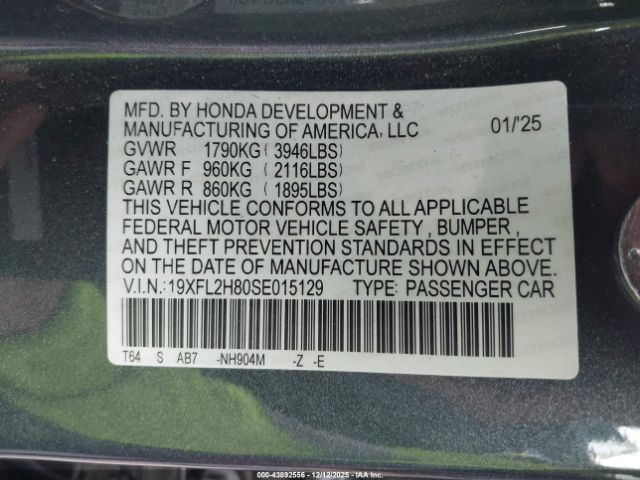 MFD. BY HONDA DEVELOPMENT &
MANUFACTURING OF AMERICA, LLC 01/'25
GVWR 1790KG ( 3946LBS)
GAWR F 960KG ( 2116LBS)
GAWR R 860KG ( 1895LBS)
THIS VEHICLE CONFORMS TO ALL APPLICABLE
FEDERAL MOTOR VEHICLE SAFETY , BUMPER ,
AND THEFT PREVENTION STANDARDS IN EFFECT
ON THE DATE OF MANUFACTURE SHOWN ABOVE.
V.I.N.:19XFL2H80SE015129 TYPE: PASSENGER CAR
T64 S AB7 -NH904M -Z -E
000-43892556 - 12/12/2025 - IAAI.com